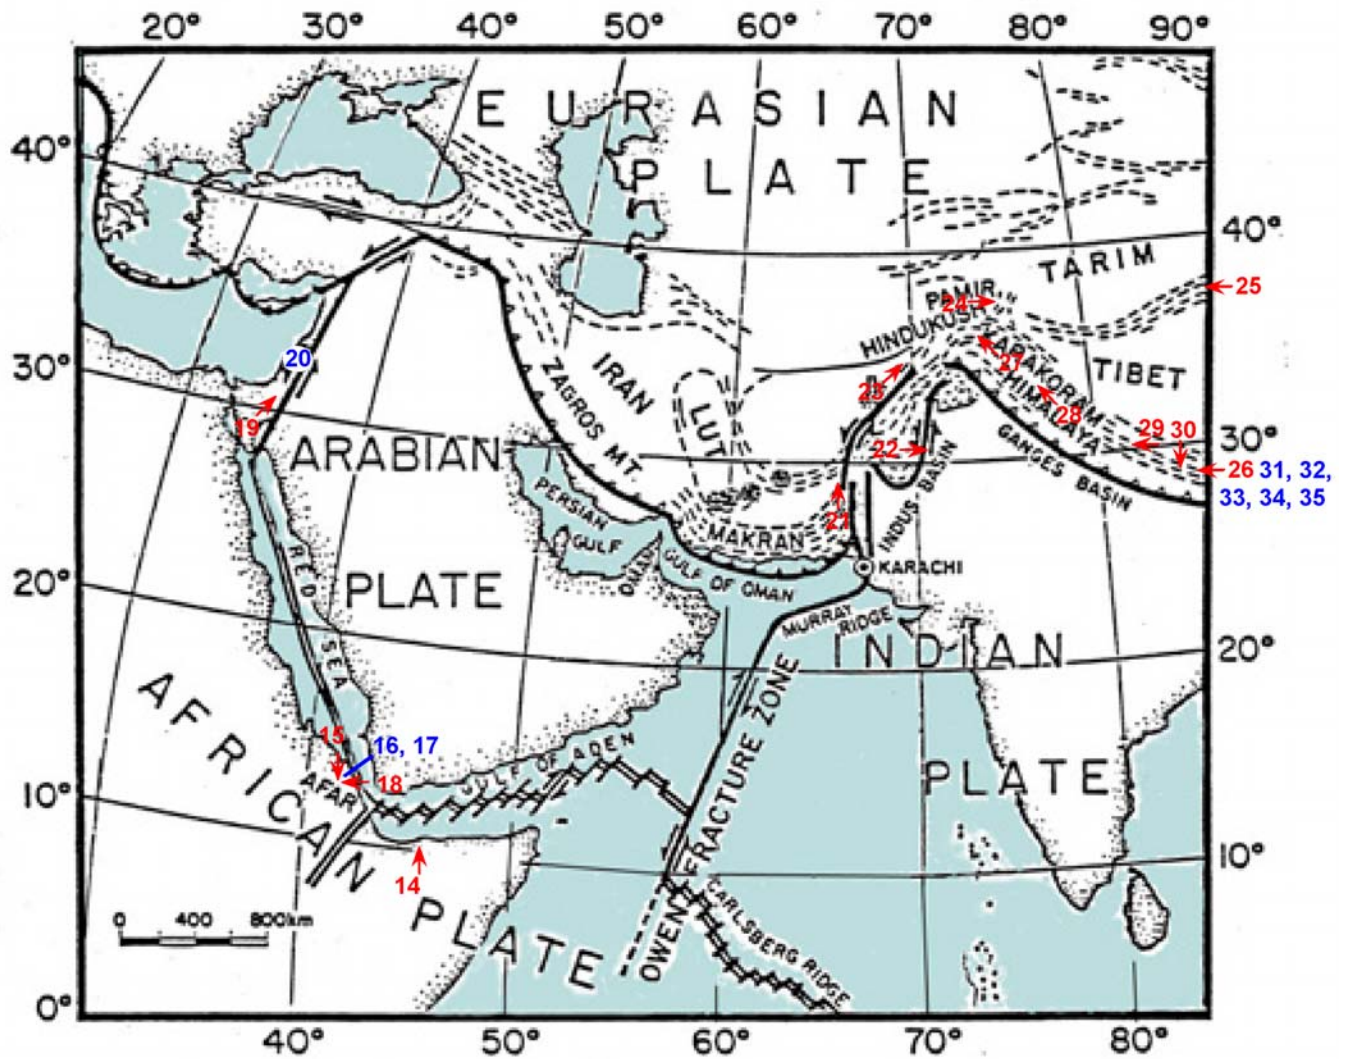 20° 30° 40° 50° 60° 70° 80° 90°
EURASIAN
PLATE
40°
40°
TARIM
25
PAMIR
24
HINDUKUSH
KARAKORAM
27
TIBET
20
30°
IRAN
23
HIMALAYA
28
ZAGROS MT
LUT
19
ARABIAN
22
29 30
30°
GANGES BASIN
26 31, 32,
33, 34, 35
PERSIAN
GULF
21
INDUS BASIN
MAKRAN
OMAN
GULF OF OMAN
KARACHI
20°
RED SEA
PLATE
MURRAY
RIDGE
INDIAN
20°
AFRICAN
15
16, 17
18
AFAR
GULF OF ADEN
OWEN FRACTURE ZONE
PLATE
10°
10°
14
PLATE
CARLSBERG RIDGE
0 400 800km
0°
40° 50° 60° 70° 80°